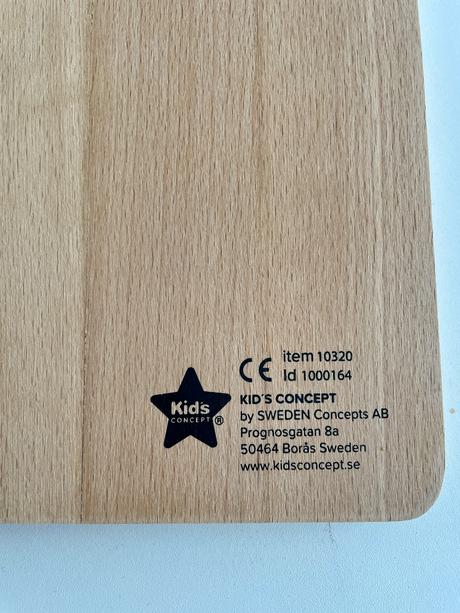 CE item 10320
Id 1000164
Kid's
CONCEPT ®
KID´S CONCEPT
by SWEDEN Concepts AB
Prognosgatan 8a
50464 Borås Sweden
www.kidsconcept.se